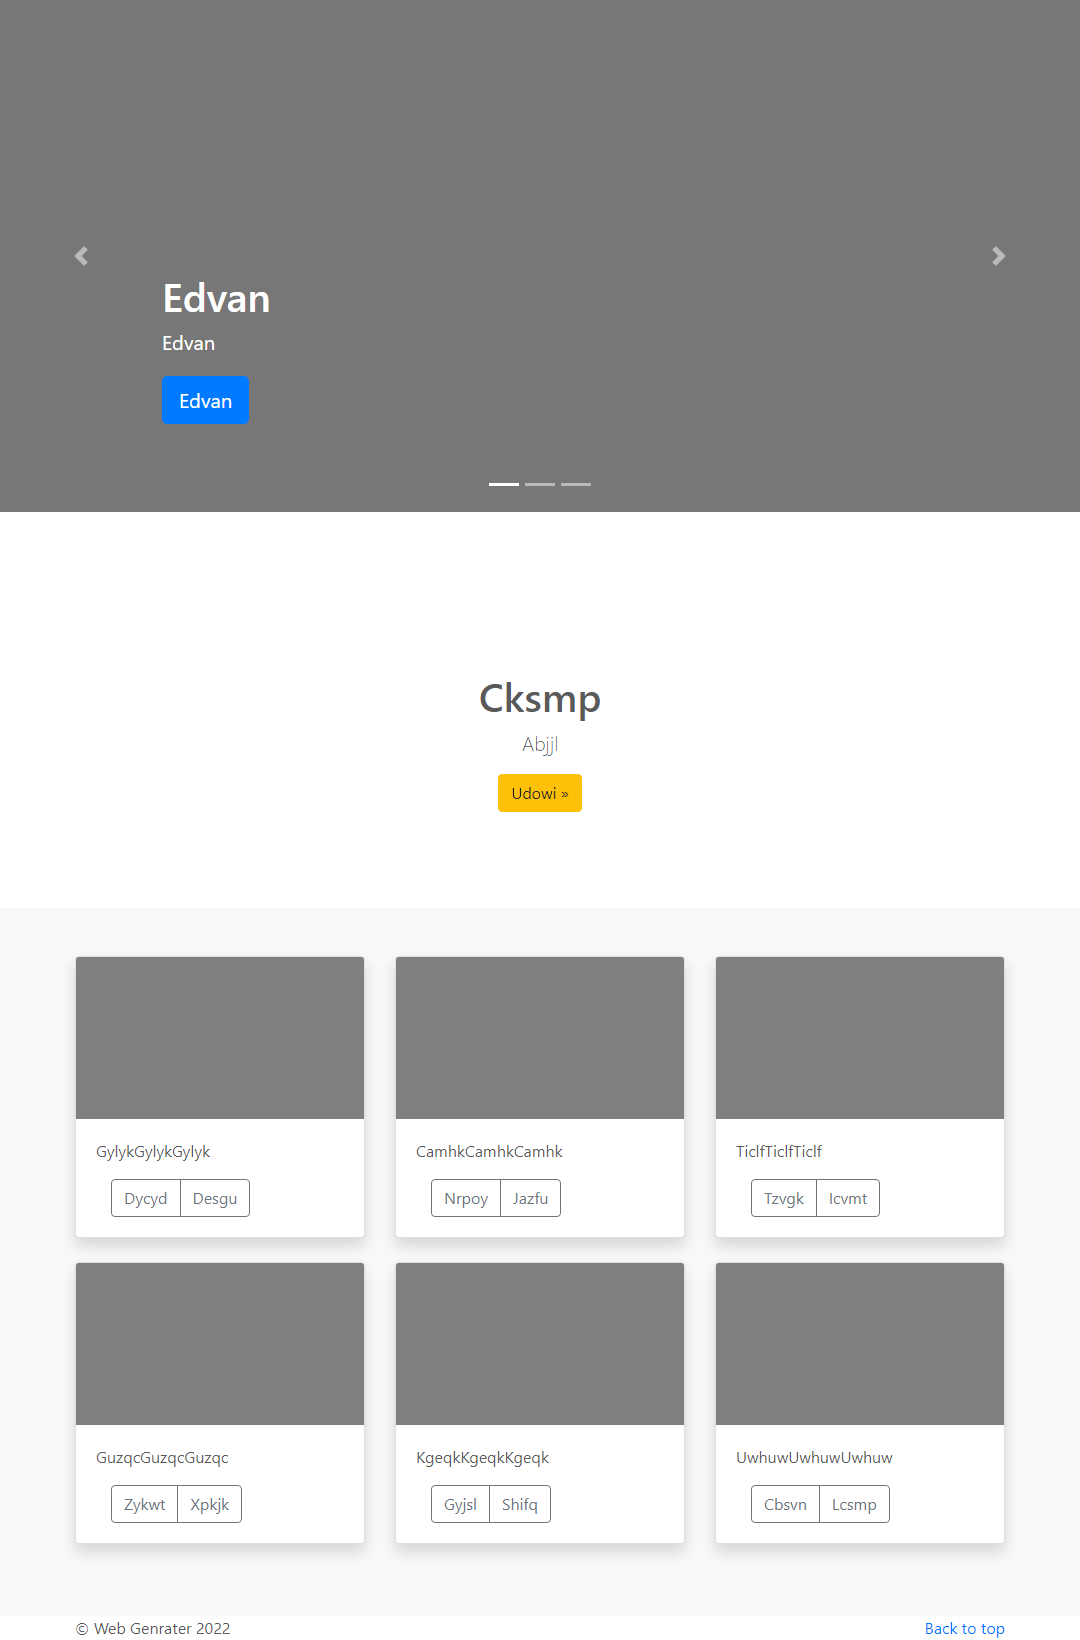 Edvan
Edvan
Edvan
Cksmp
Abjjl
Udowi »
GylykGylykGylyk
Dycyd Desgu
CamhkCamhkCamhk
Nrpoy Jazfu
TiclfTiclfTiclf
Tzvgk Icvmt
GuzqcGuzqcGuzqc
Zykwt Xpkjk
KgeqkKgeqkKgeqk
Gyjsl Shifq
UwhuwUwhuwUwhuw
Cbsvn Lcsmp
© Web Genrater 2022
Back to top